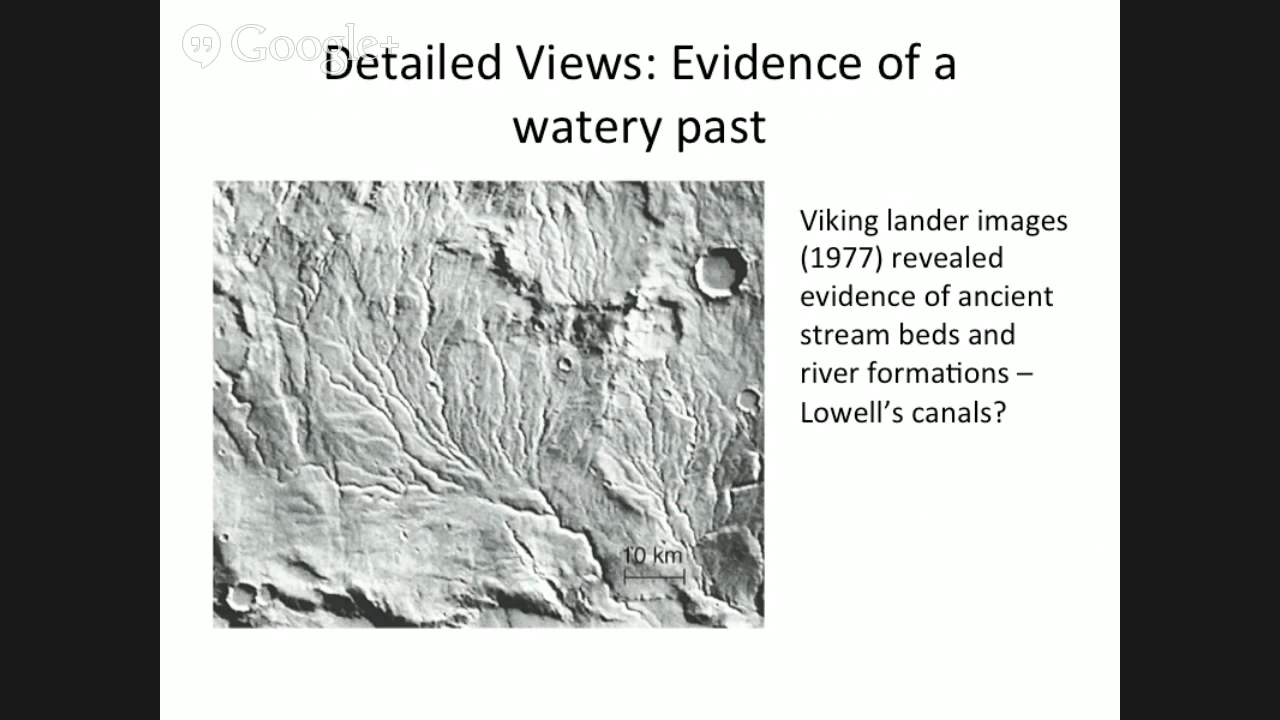 Google+
Detailed Views: Evidence of a
watery past
Viking lander images
(1977) revealed
evidence of ancient
stream beds and
river formations –
Lowell's canals?
10 km